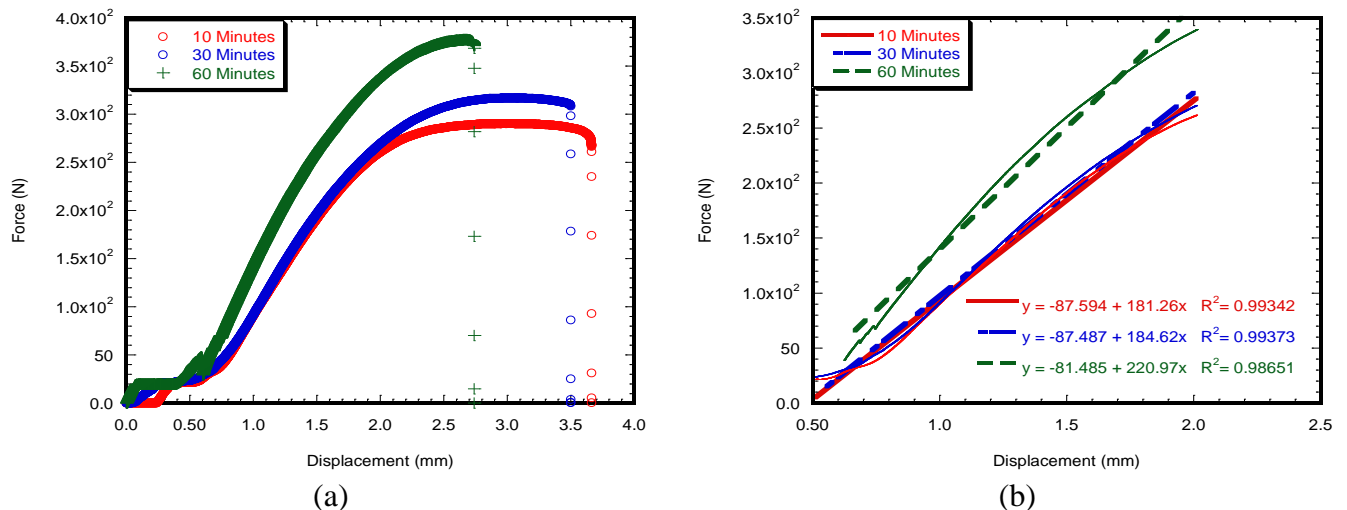 4.0x10²
3.5x10²
3.0x10²
2.5x10²
2.0x10²
1.5x10²
1.0x10²
50
0.0
Force (N)
10 Minutes
30 Minutes
60 Minutes
0.0 0.50 1.0 1.5 2.0 2.5 3.0 3.5 4.0
Displacement (mm)
(a)
3.5x10²
3.0x10²
2.5x10²
2.0x10²
1.5x10²
1.0x10²
50
0.0
Force (N)
10 Minutes
30 Minutes
60 Minutes
y = -87.594 + 181.26x R²= 0.99342
y = -87.487 + 184.62x R²= 0.99373
y = -81.485 + 220.97x R²= 0.98651
0.50 1.0 1.5 2.0 2.5
Displacement (mm)
(b)